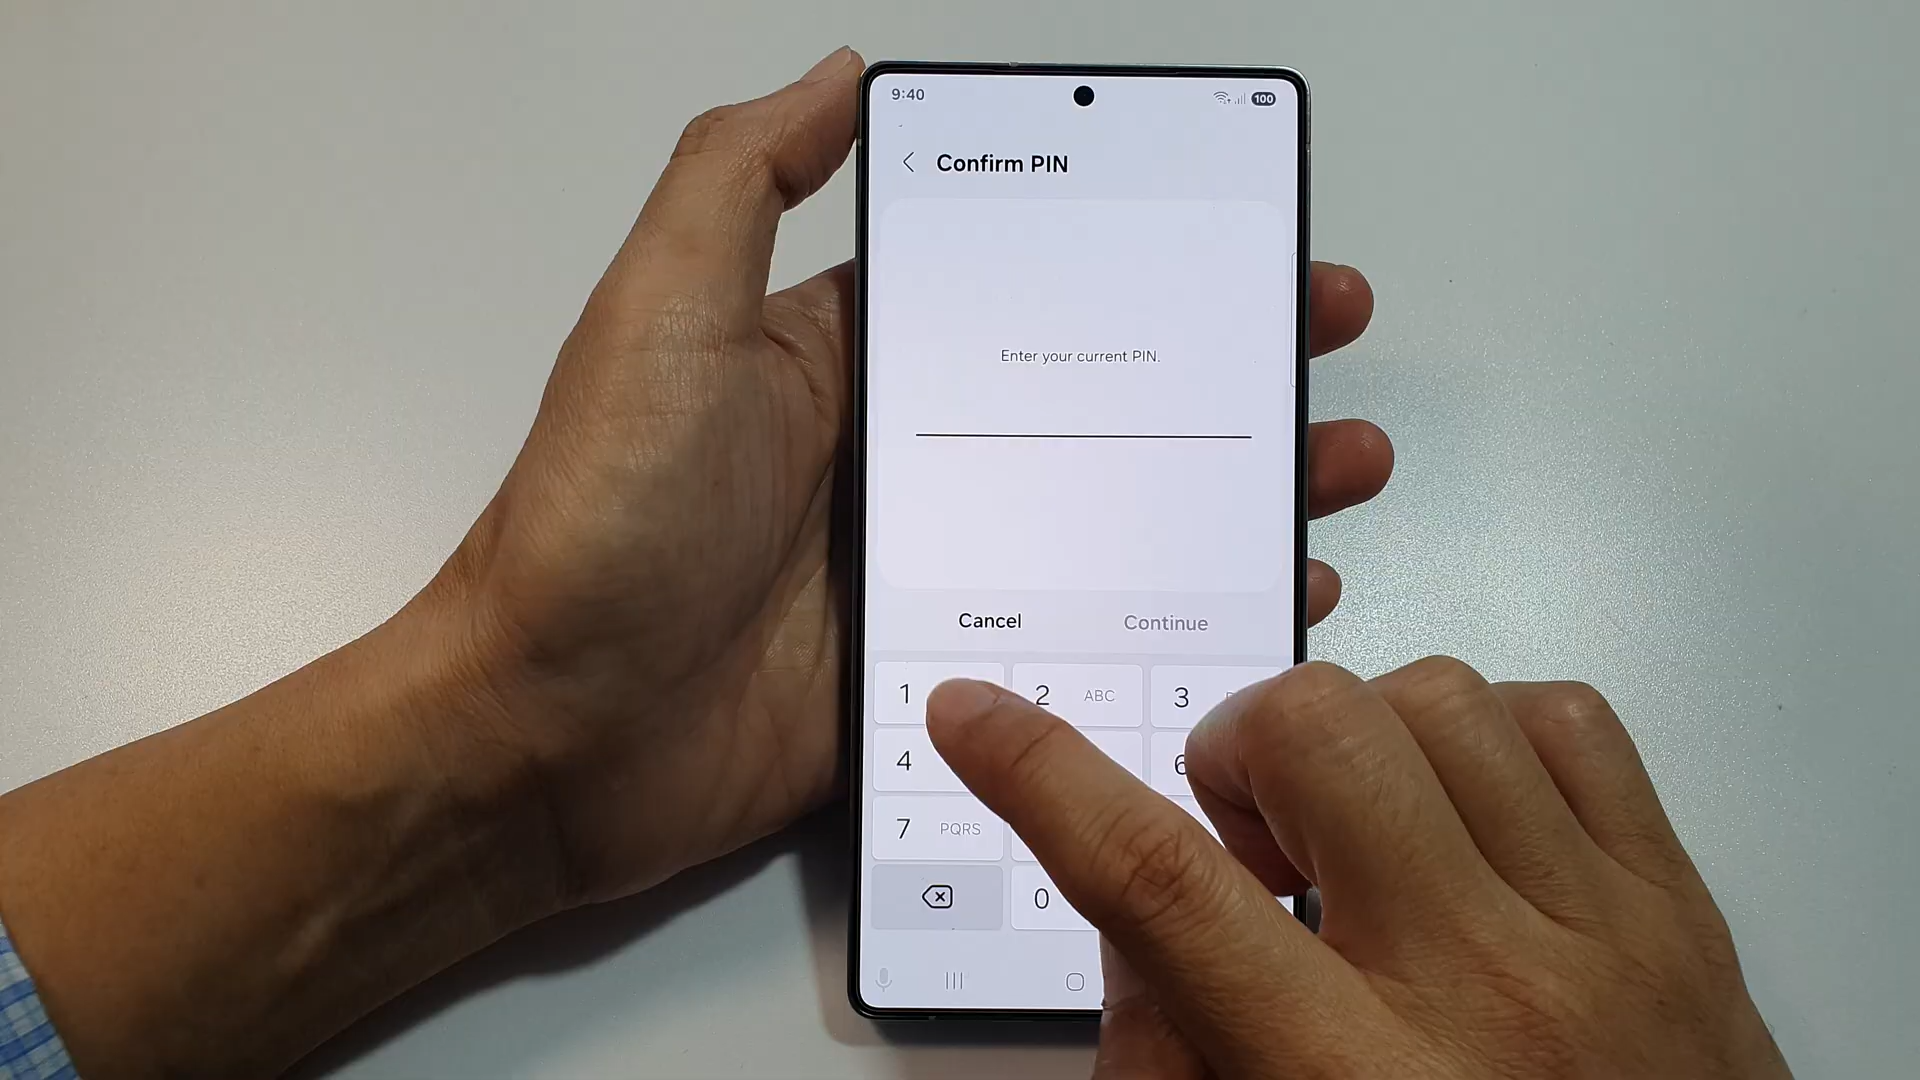 9:40
100
Confirm PIN
Enter your current PIN.
Cancel
Continue
1
2 ABC
3
4
6
7 PQRS
0